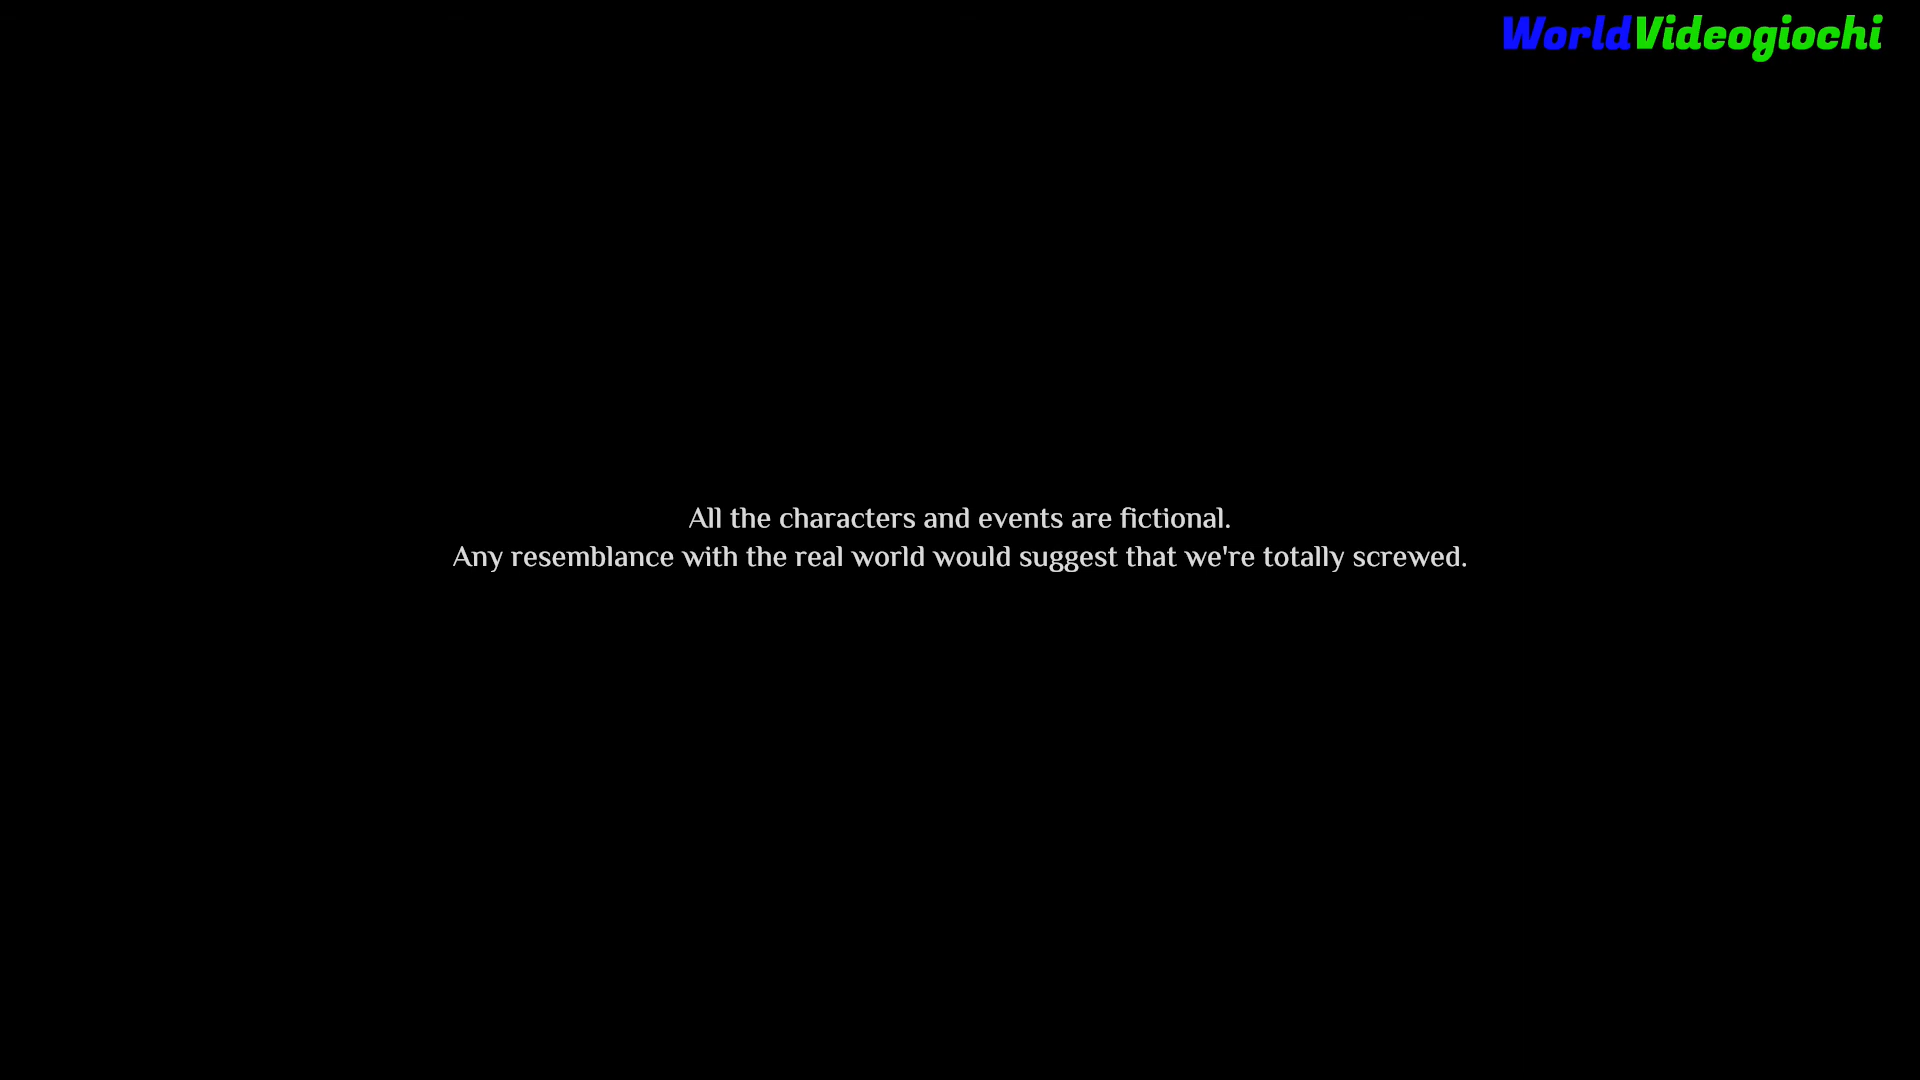 WorldVideogiochi
All the characters and events are fictional.
Any resemblance with the real world would suggest that we're totally screwed.